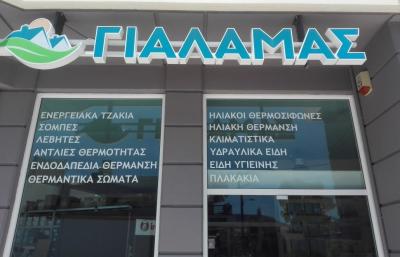 ΓΙΑΛΑΜΑΣ
ΕΝΕΡΓΕΙΑΚΑ ΤΖΑΚΙΑ
ΣΟΜΠΕΣ
ΛΕΒΗΤΕΣ
ΑΝΤΛΙΕΣ ΘΕΡΜΟΤΗΤΑΣ
ΕΝΔΟΔΑΠΕΔΙΑ ΘΕΡΜΑΝΣΗ
ΘΕΡΜΑΝΤΙΚΑ ΣΩΜΑΤΑ
ΗΛΙΑΚΟΙ ΘΕΡΜΟΣΙΦΩΝΕΣ
ΗΛΙΑΚΗ ΘΕΡΜΑΝΣΗ
ΚΛΙΜΑΤΙΣΤΙΚΑ
ΥΔΡΑΥΛΙΚΑ ΕΙΔΗ
ΕΙΔΗ ΥΓΙΕΙΝΗΣ
ΠΛΑΚΑΚΙΑ